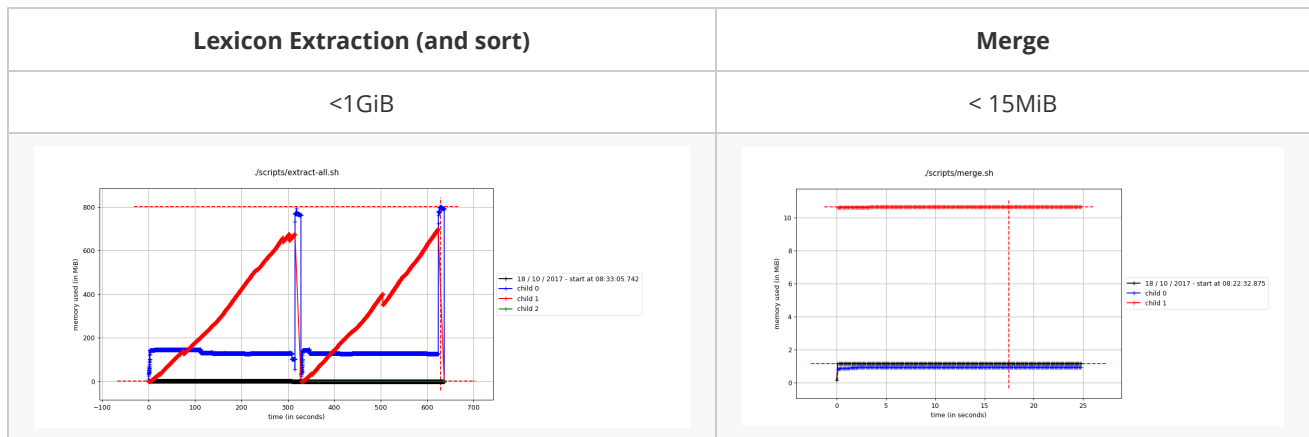 Lexicon Extraction (and sort)
Merge
<1GiB
< 15MiB
./scripts/extract-all.sh
800
600
400
200
0
memory used (in MiB)
−100
0
100
200
300
400
500
600
700
time (in seconds)
18 / 10 / 2017 - start at 08:33:05.742
child 0
child 1
child 2
./scripts/merge.sh
10
8
6
4
2
0
memory used (in MiB)
0
5
10
15
20
25
time (in seconds)
18 / 10 / 2017 - start at 08:22:32.875
child 0
child 1